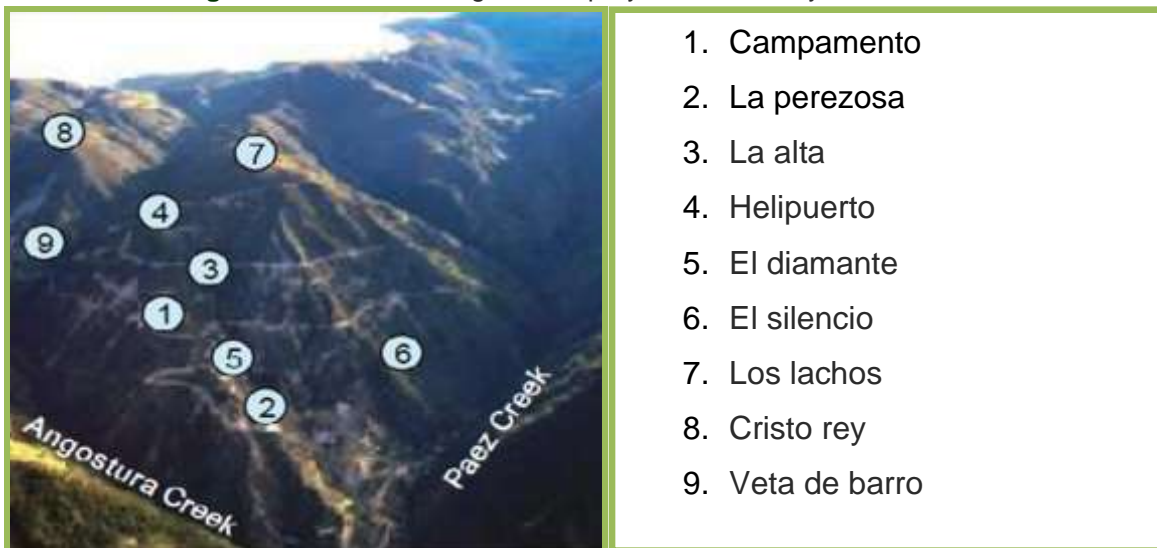 8
7
4
9
3
1
5
6
2
Angostura Creek
Paez Creek
1. Campamento
2. La perezosa
3. La alta
4. Helipuerto
5. El diamante
6. El silencio
7. Los lachos
8. Cristo rey
9. Veta de barro